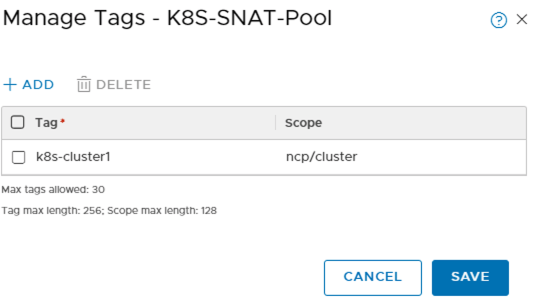 Manage Tags - K8S-SNAT-Pool
+ ADD DELETE
Tag * Scope
k8s-cluster1 ncp/cluster
Max tags allowed: 30
Tag max length: 256; Scope max length: 128
CANCEL SAVE